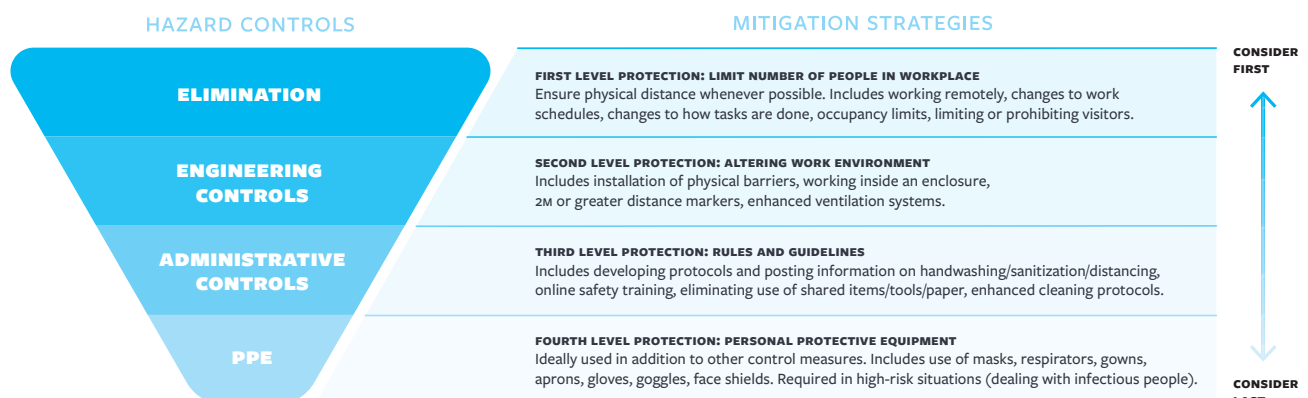 HAZARD CONTROLS
MITIGATION STRATEGIES
CONSIDER
FIRST
ELIMINATION
FIRST LEVEL PROTECTION: LIMIT NUMBER OF PEOPLE IN WORKPLACE
Ensure physical distance whenever possible. Includes working remotely, changes to work
schedules, changes to how tasks are done, occupancy limits, limiting or prohibiting visitors.
ENGINEERING
CONTROLS
SECOND LEVEL PROTECTION: ALTERING WORK ENVIRONMENT
Includes installation of physical barriers, working inside an enclosure,
2M or greater distance markers, enhanced ventilation systems.
ADMINISTRATIVE
CONTROLS
THIRD LEVEL PROTECTION: RULES AND GUIDELINES
Includes developing protocols and posting information on handwashing/sanitization/distancing,
online safety training, eliminating use of shared items/tools/paper, enhanced cleaning protocols.
PPE
FOURTH LEVEL PROTECTION: PERSONAL PROTECTIVE EQUIPMENT
Ideally used in addition to other control measures. Includes use of masks, respirators, gowns,
aprons, gloves, goggles, face shields. Required in high-risk situations (dealing with infectious people).
CONSIDER